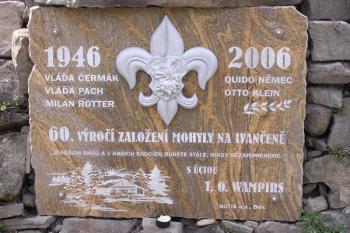 1946
2006
VLÁĎA ČERMÁK
VLÁĎA PACH
MILAN ROTTER
QUIDO NĚMEC
OTTO KLEIN
60. VÝROČÍ ZALOŽENÍ MOHYLY NA IVANČENĚ
V NAŠICH SRDCÍCH BUDETE STÁLE, NIKDY NEZAPOMENEME.
S ÚCTOU
T. O. WAMPIRS